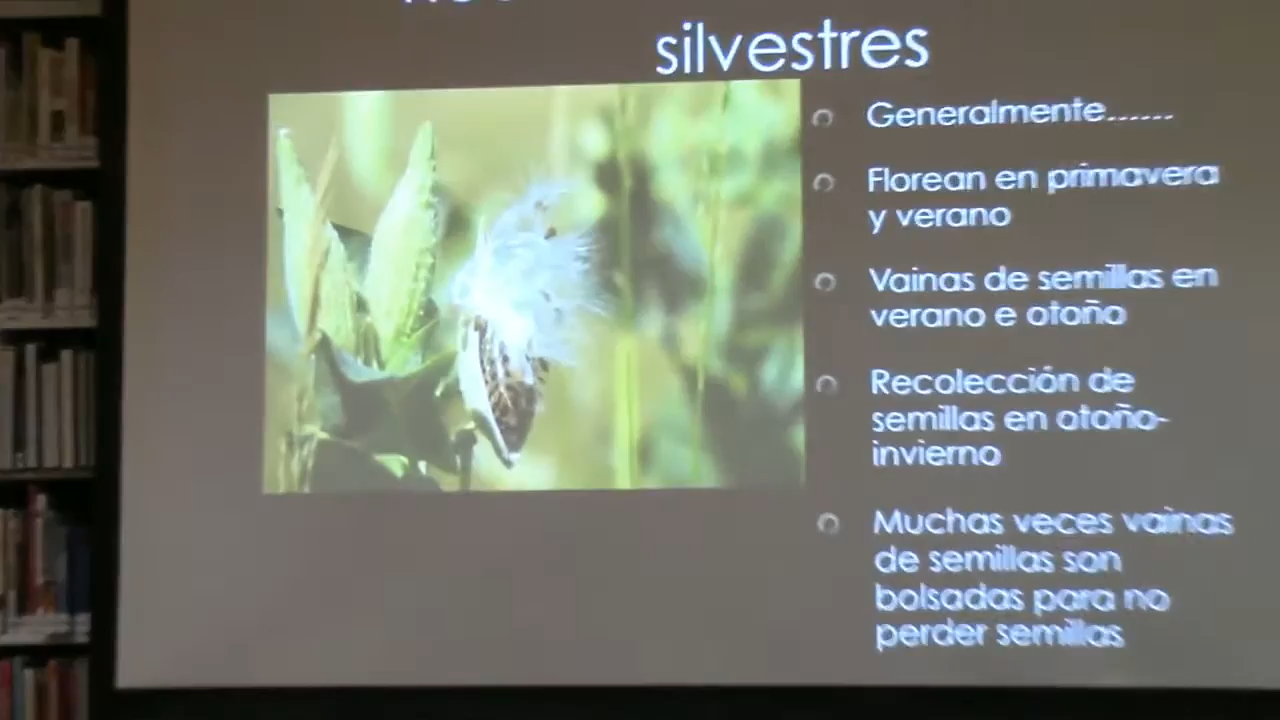 silvestres
Generalmente......
Florean en primavera
y verano
Vainas de semillas en
verano e otoño
Recolección de
semillas en otoño-
invierno
Muchas veces vainas
de semillas son
bolsadas para no
perder semillas